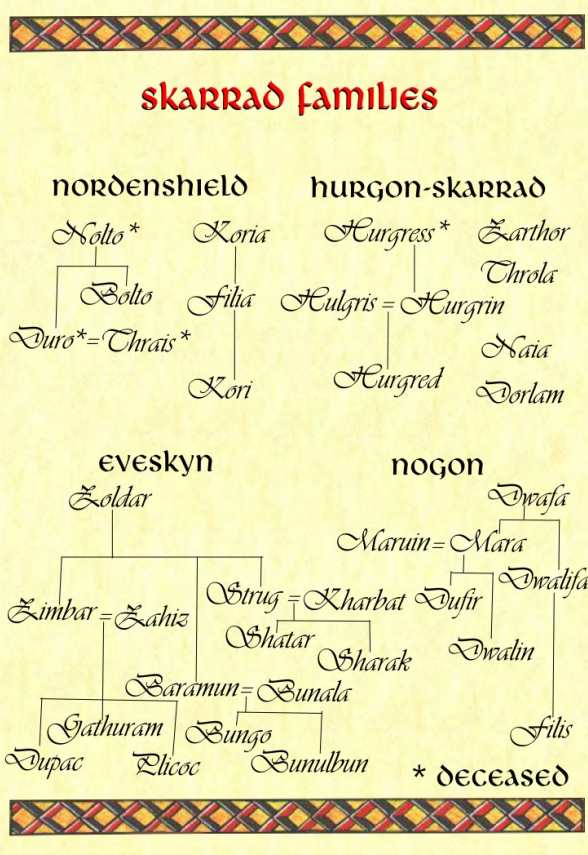 skarrad families
nordenshield
Nolto *
Koria
Bolto
Filia
Duro*=Thrais *
Kori
hurgon-skarrad
Hurgress *
Zarthor
Throla
Hulgris = Hurgrin
Naia
Hurgred
Dorlam
eveskyn
Zoldar
Strug = Kharbat
Zimbar = Zahiz
Shatar
Sharak
Baramun = Bunala
Gathuram
Bungo
Dupac
Plicoc
Bunulbun
nogon
Dwafa
Maruin = Mara
Dwalifa
Dufir
Dwalin
Filis
* deceased